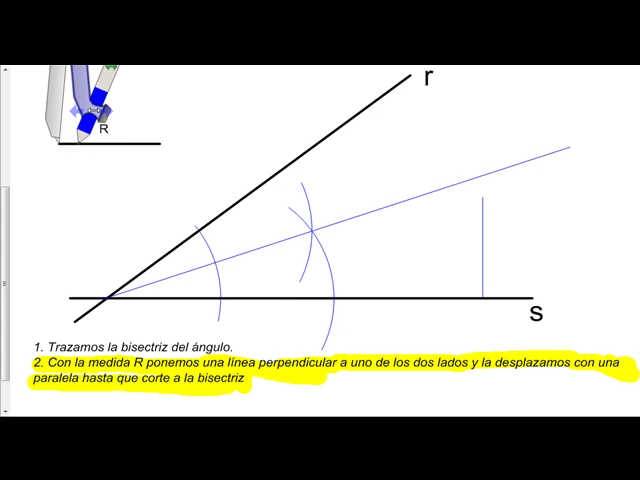 r
R
s
1. Trazamos la bisectriz del ángulo.
2. Con la medida R ponemos una línea perpendicular a uno de los dos lados y la desplazamos con una
paralela hasta que corte a la bisectriz